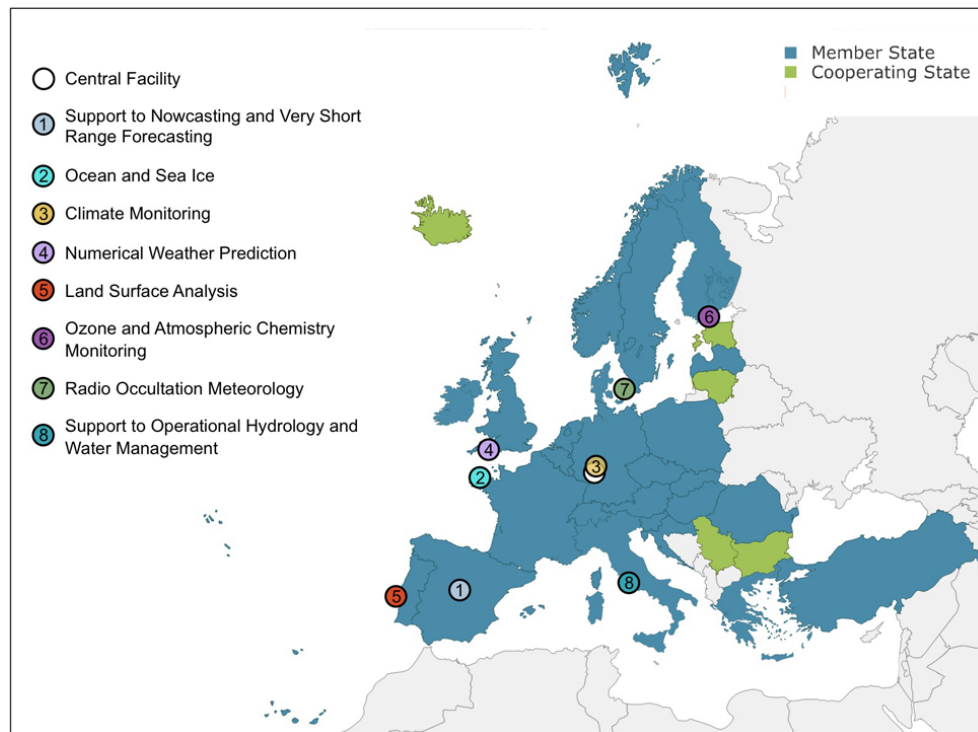 Member State
Cooperating State
Central Facility
1 Support to Nowcasting and Very Short
Range Forecasting
2 Ocean and Sea Ice
3 Climate Monitoring
4 Numerical Weather Prediction
5 Land Surface Analysis
6 Ozone and Atmospheric Chemistry
Monitoring
7 Radio Occultation Meteorology
8 Support to Operational Hydrology and
Water Management
6
7
4
3
2
8
1
5